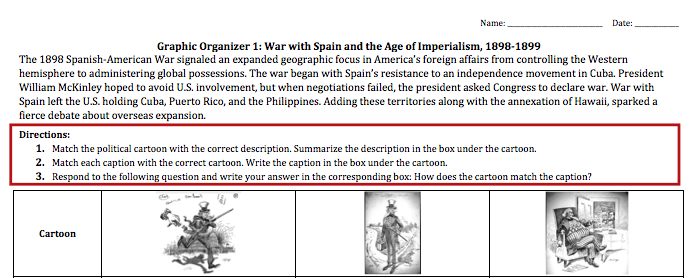 Name: ____________________ Date: __________
Graphic Organizer 1: War with Spain and the Age of Imperialism, 1898-1899
The 1898 Spanish-American War signaled an expanded geographic focus in America's foreign affairs from controlling the Western
hemisphere to administering global possessions. The war began with Spain's resistance to an independence movement in Cuba. President
William McKinley hoped to avoid U.S. involvement, but when negotiations failed, the president asked Congress to declare war. War with
Spain left the U.S. holding Cuba, Puerto Rico, and the Philippines. Adding these territories along with the annexation of Hawaii, sparked a
fierce debate about overseas expansion.
Directions:
1. Match the political cartoon with the correct description. Summarize the description in the box under the cartoon.
2. Match each caption with the correct cartoon. Write the caption in the box under the cartoon.
3. Respond to the following question and write your answer in the corresponding box: How does the cartoon match the caption?
Cartoon